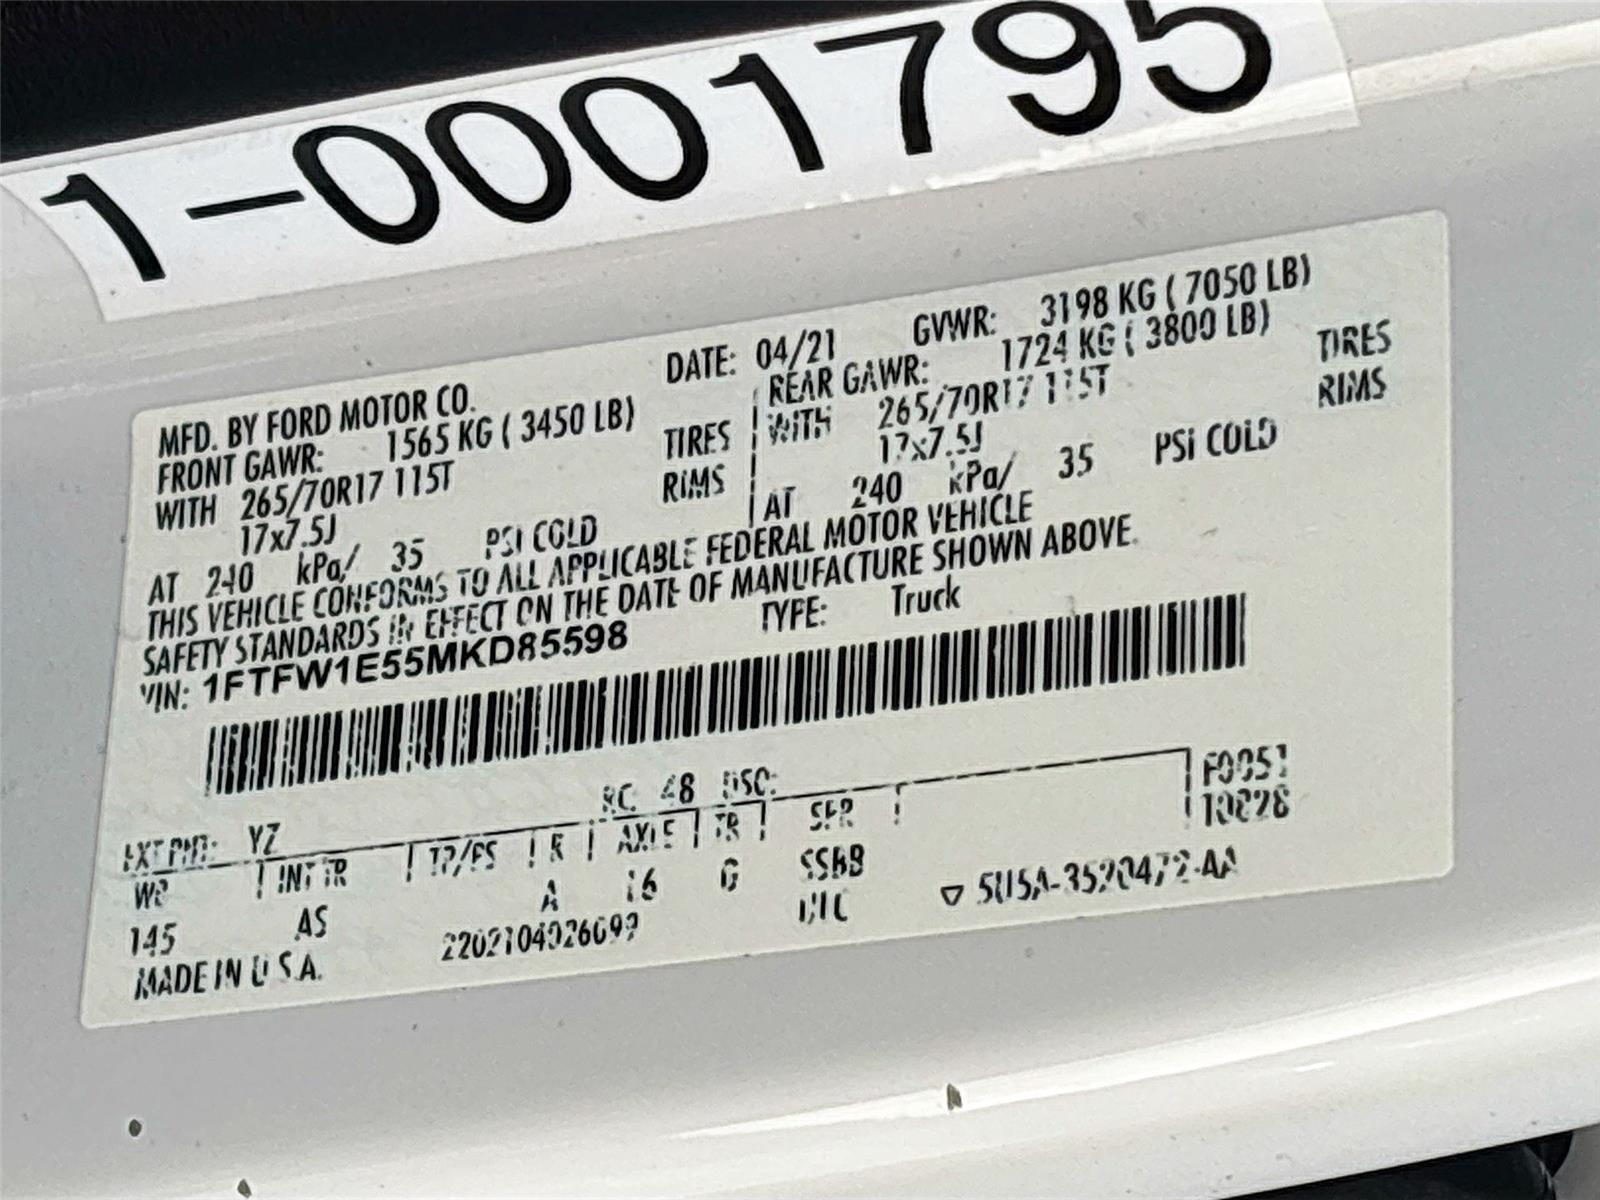 1-0001795
MFD. BY FORD MOTOR CO. DATE: 04/21 GVWR: 3198 KG ( 7050 LB)
FRONT GAWR: 1565 KG ( 3450 LB) REAR GAWR: 1724 KG ( 3800 LB)
WITH 265/70R17 115T TIRES WITH 265/70R17 115T TIRES
17x7.5J RIMS 17x7.5J RIMS
AT 240 kPa/ 35 PSI COLD AT 240 kPa/ 35 PSI COLD
THIS VEHICLE CONFORMS TO ALL APPLICABLE FEDERAL MOTOR VEHICLE
SAFETY STANDARDS IN EFFECT ON THE DATE OF MANUFACTURE SHOWN ABOVE.
VIN: 1FTFW1E55MKD85598 TYPE: Truck
F0051
EXT PNT: YZ RC: 48 DSO: 
WB INT TR TP/PS R AXLE TR SPR
145 AS A 16 G SSBB
MADE IN U.S.A. UTC ▽ 5U5A-3520472-AA